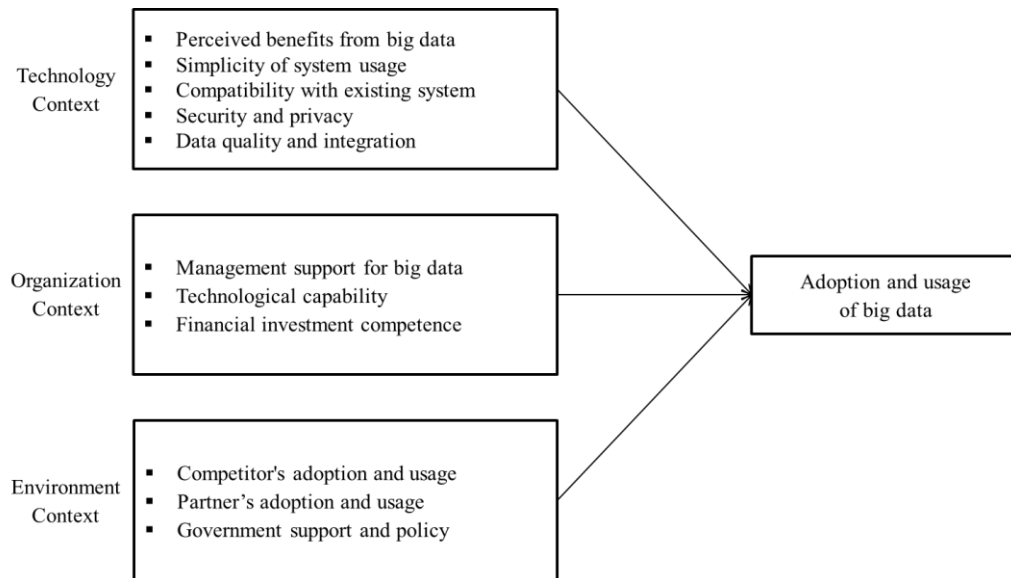 Technology
Context
▪ Perceived benefits from big data
▪ Simplicity of system usage
▪ Compatibility with existing system
▪ Security and privacy
▪ Data quality and integration
Organization
Context
▪ Management support for big data
▪ Technological capability
▪ Financial investment competence
Environment
Context
▪ Competitor's adoption and usage
▪ Partner’s adoption and usage
▪ Government support and policy
Adoption and usage
of big data